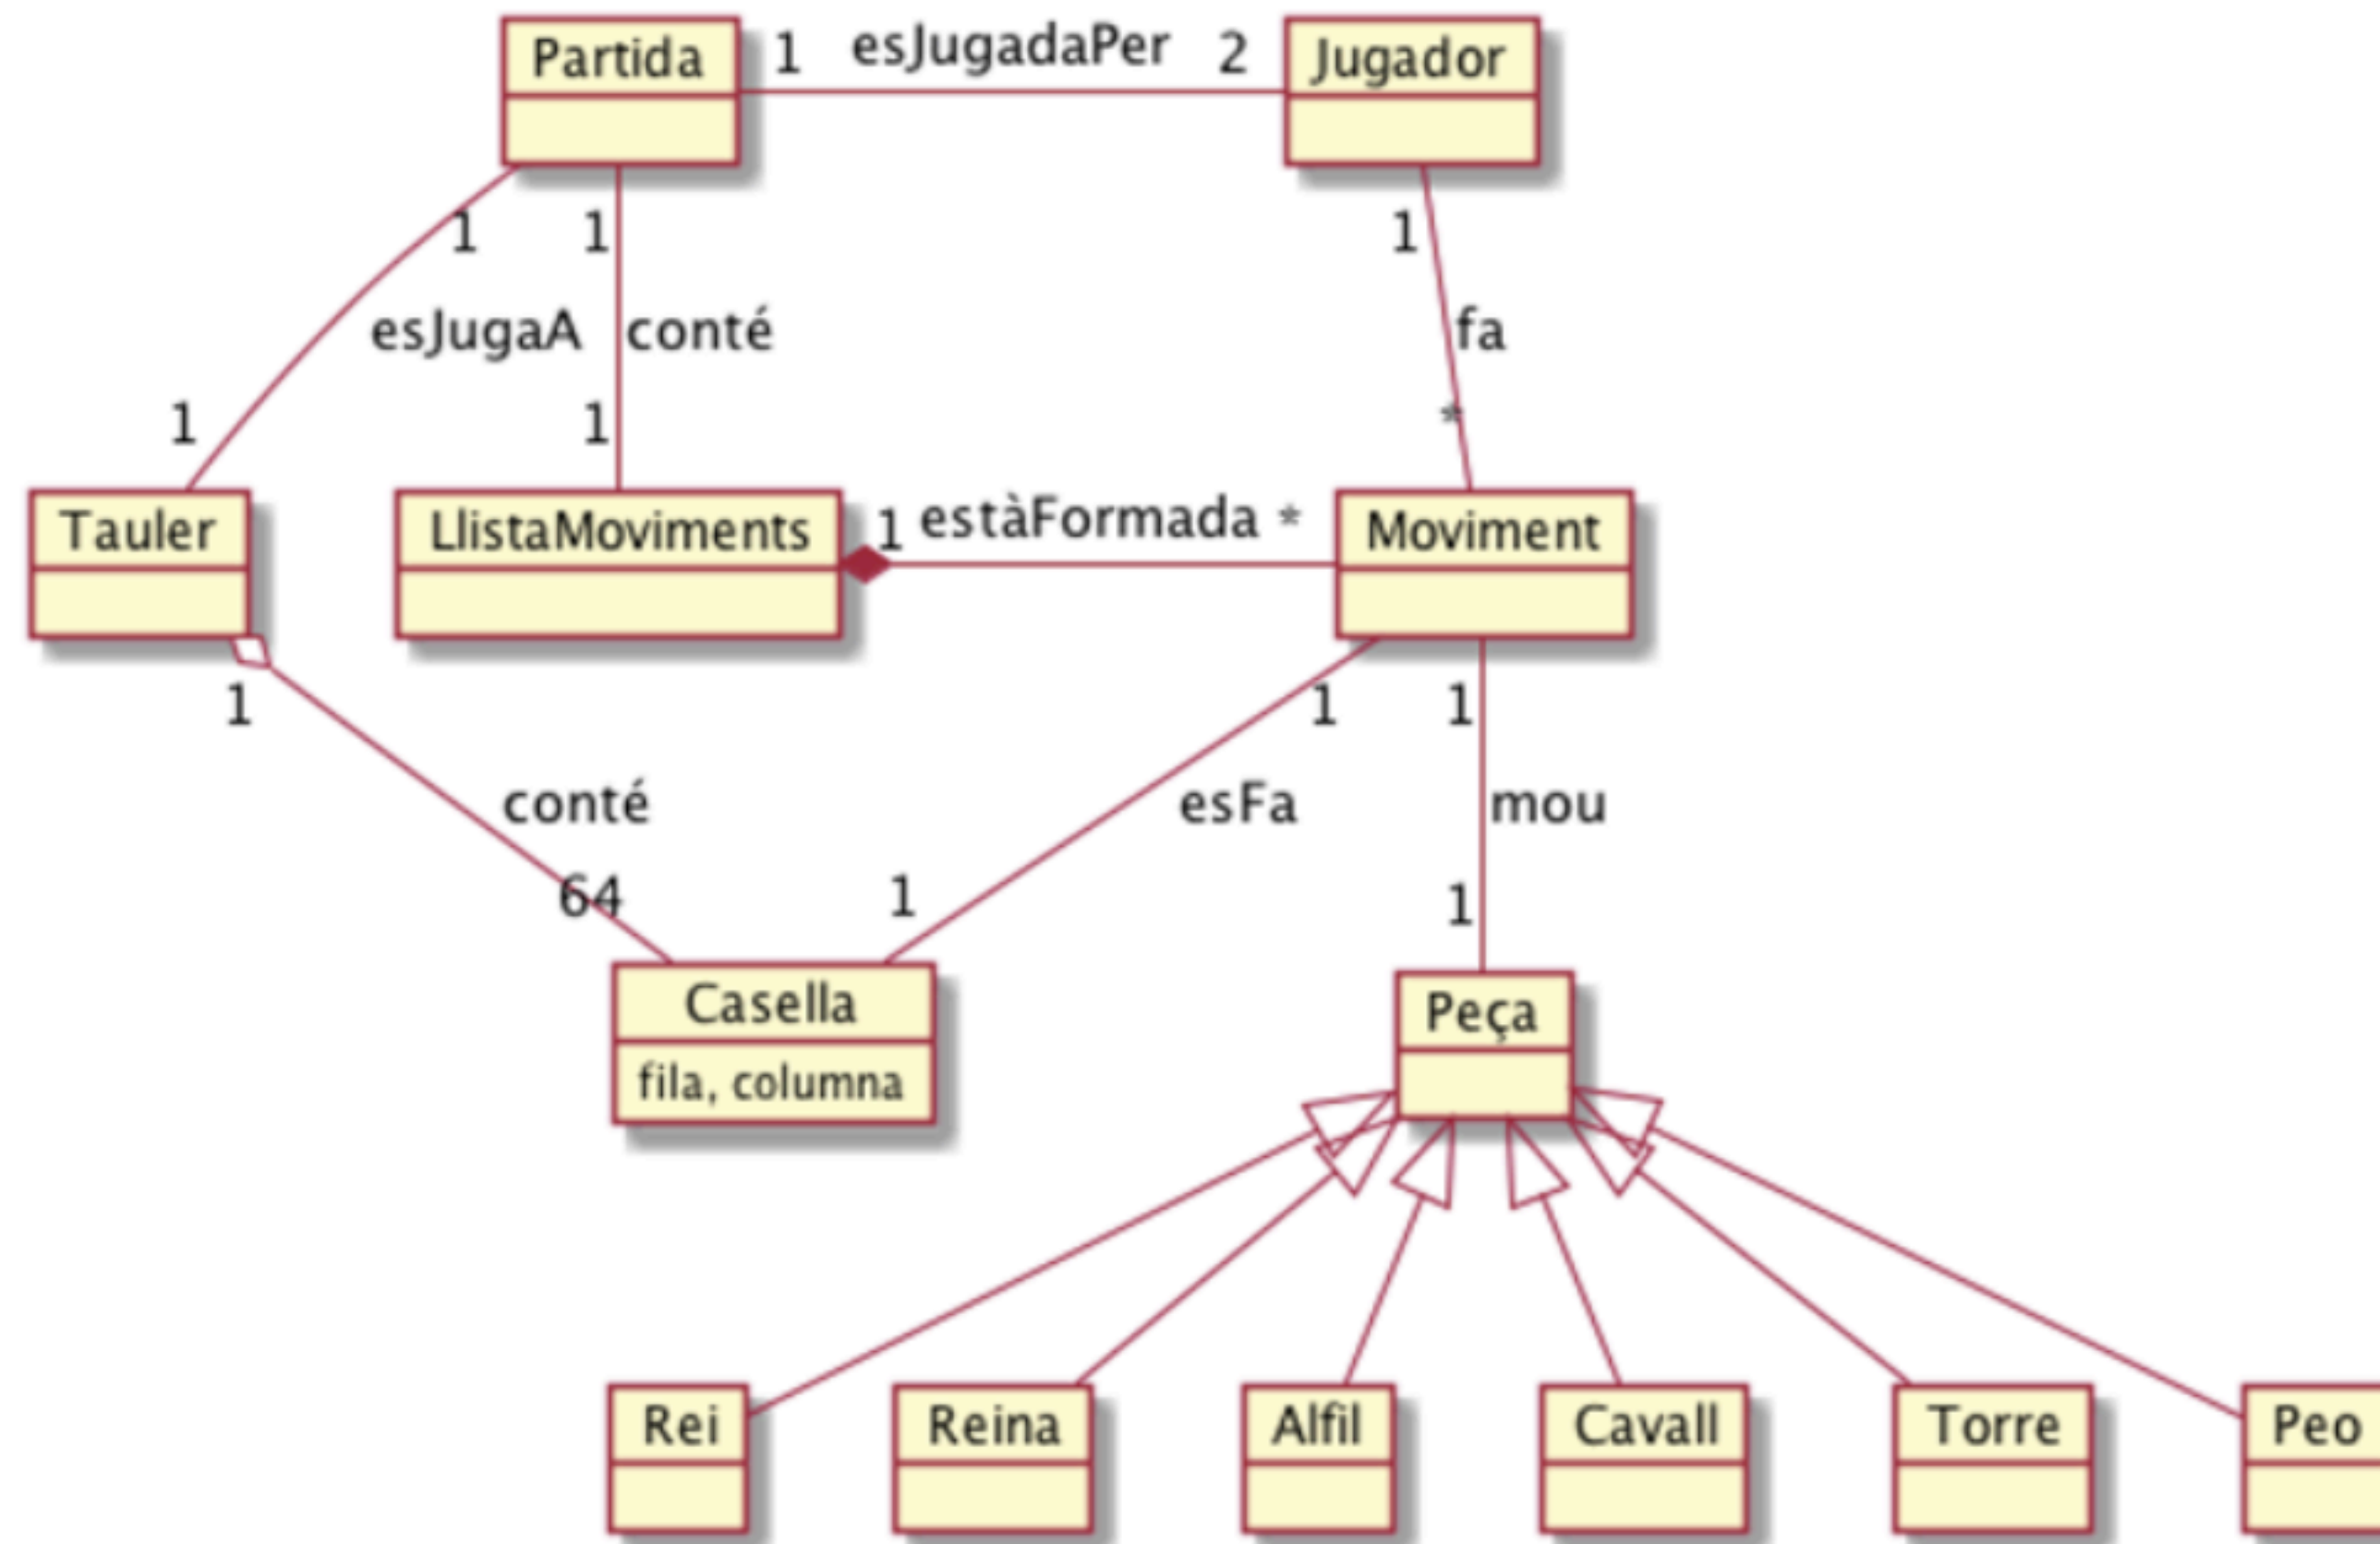 Partida
1 esJugadaPer 2
Jugador
1
1
1
esJugaA
conté
fa
1
1
*
Tauler
LlistaMoviments
1 estàFormada *
Moviment
1
1
1
conté
esFa
mou
64
1
1
Casella
fila, columna
Peça
Rei
Reina
Alfil
Cavall
Torre
Peo